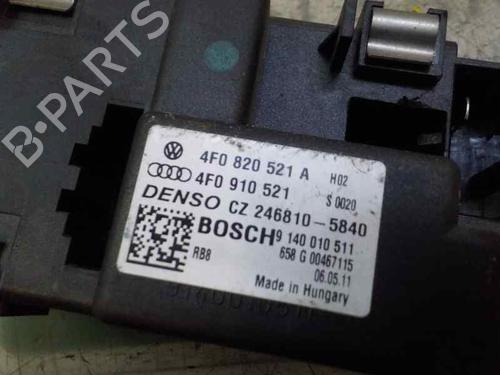 4F0 820 521 A H02
4F0 910 521 S 0020
DENSO CZ 246810-5840
BOSCH 9 140 010 511
658 G 00467115
RB8 06.05.11
Made in Hungary
B-PARTS